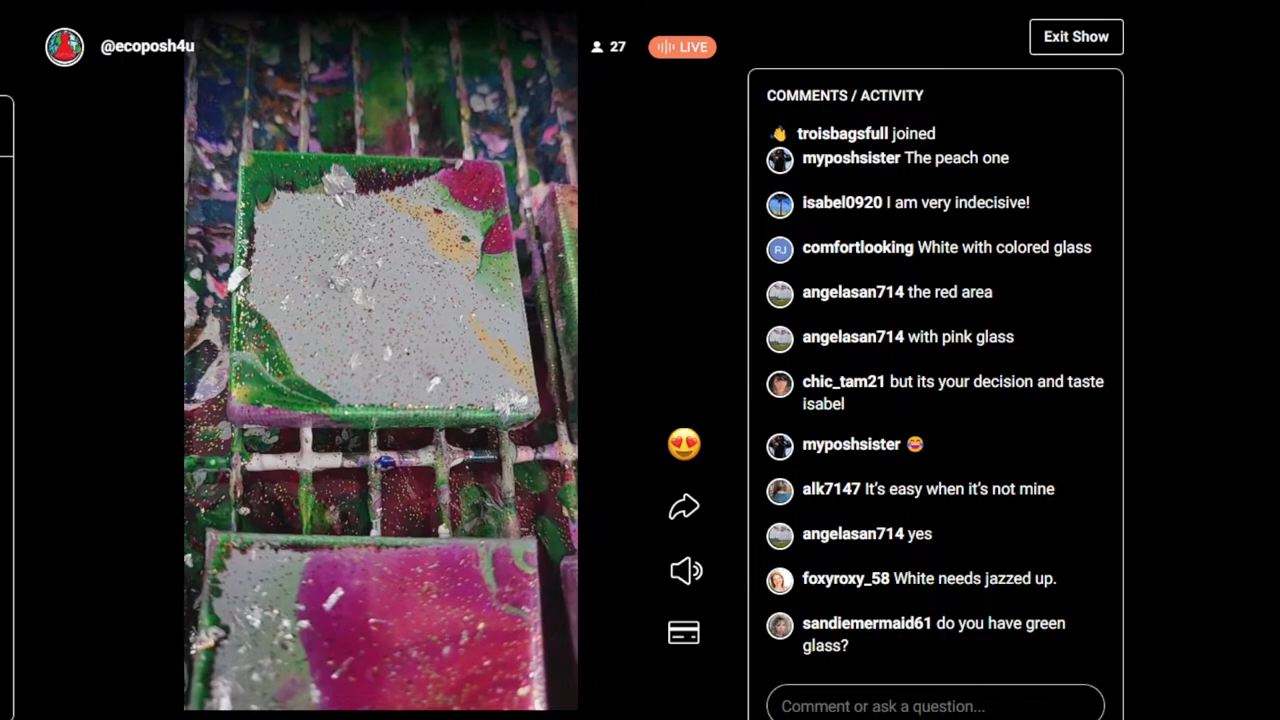 @ecoposh4u
27
LIVE
Exit Show
COMMENTS / ACTIVITY
troisbagsfull joined
myposhsister The peach one
isabel0920 I am very indecisive!
RJ
comfortlooking White with colored glass
angelasan714 the red area
angelasan714 with pink glass
chic_tam21 but its your decision and taste
isabel
myposhsister 😂
alk7147 It's easy when it's not mine
angelasan714 yes
foxyroxy_58 White needs jazzed up.
sandiemermaid61 do you have green
glass?
Comment or ask a question...